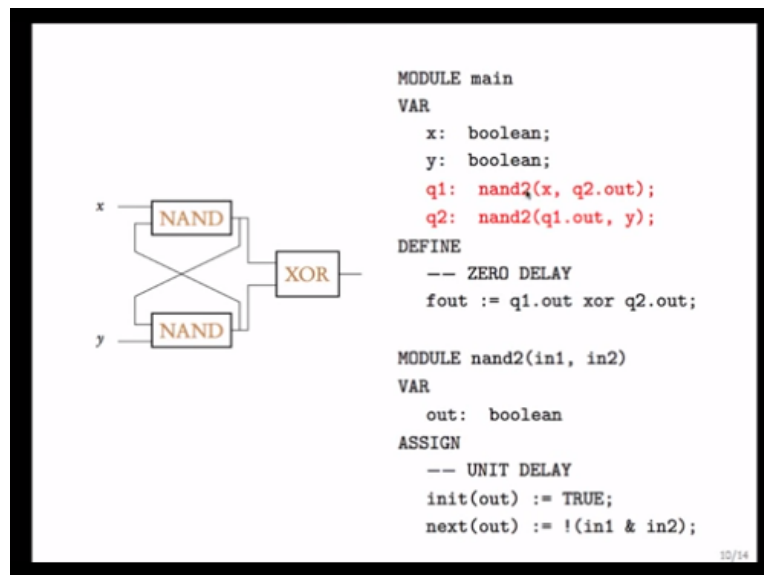 x
NAND
XOR
NAND
y
MODULE main
VAR
x: boolean;
y: boolean;
q1: nand2(x, q2.out);
q2: nand2(q1.out, y);
DEFINE
-- ZERO DELAY
fout := q1.out xor q2.out;
MODULE nand2(in1, in2)
VAR
out: boolean
ASSIGN
-- UNIT DELAY
init(out) := TRUE;
next(out) := !(in1 & in2);
10/14